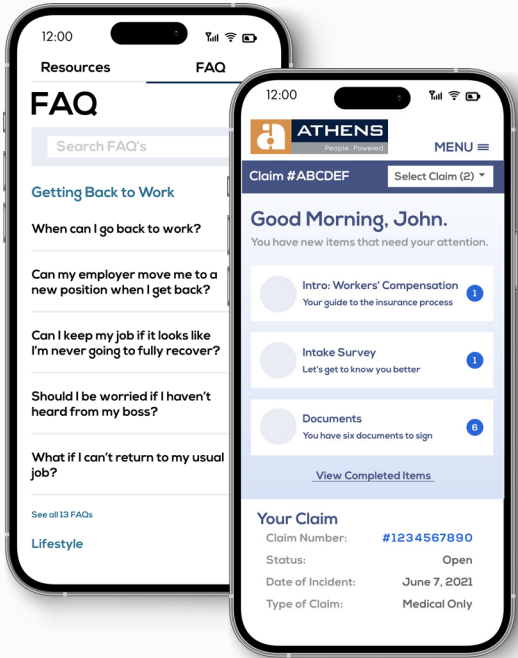 12:00
Resources
FAQ
FAQ
Search FAQ's
Getting Back to Work
When can I go back to work?
Can my employer move me to a
new position when I get back?
Can I keep my job if it looks like
I'm never going to fully recover?
Should I be worried if I haven't
heard from my boss?
What if I can't return to my usual
job?
See all 13 FAQs
Lifestyle
12:00
a
ATHENS
People. Powered.
MENU
Claim #ABCDEF
Select Claim (2)
Good Morning, John.
You have new items that need your attention.
Intro: Workers' Compensation
Your guide to the insurance process
1
Intake Survey
Let's get to know you better
1
Documents
You have six documents to sign
6
View Completed Items
Your Claim
Claim Number: #1234567890
Status: Open
Date of Incident: June 7, 2021
Type of Claim: Medical Only